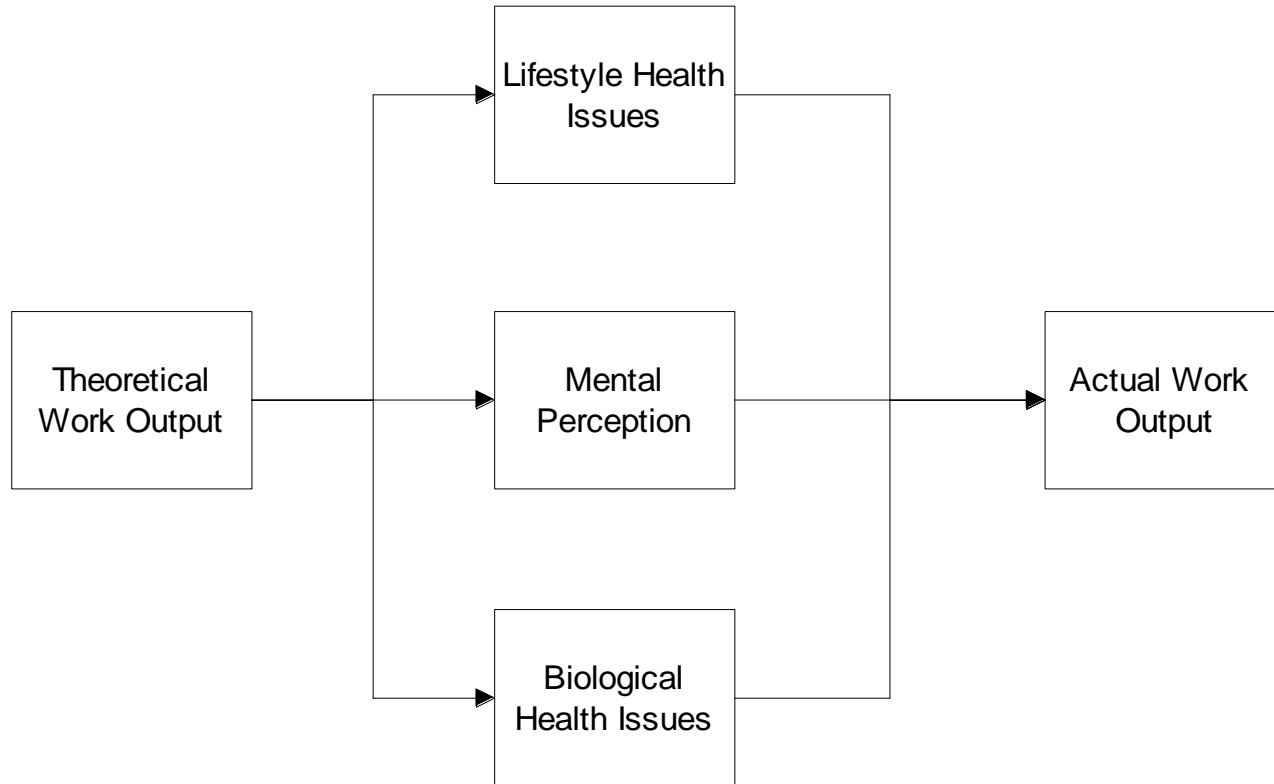 Lifestyle Health
Issues
Theoretical
Work Output
Mental
Perception
Actual Work
Output
Biological
Health Issues